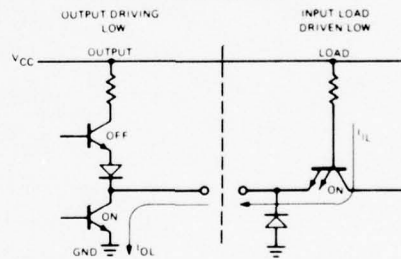 OUTPUT DRIVING
LOW
INPUT LOAD
DRIVEN LOW
OUTPUT
LOAD
VCC
OFF
IIL
ON
ON
GND
IOL